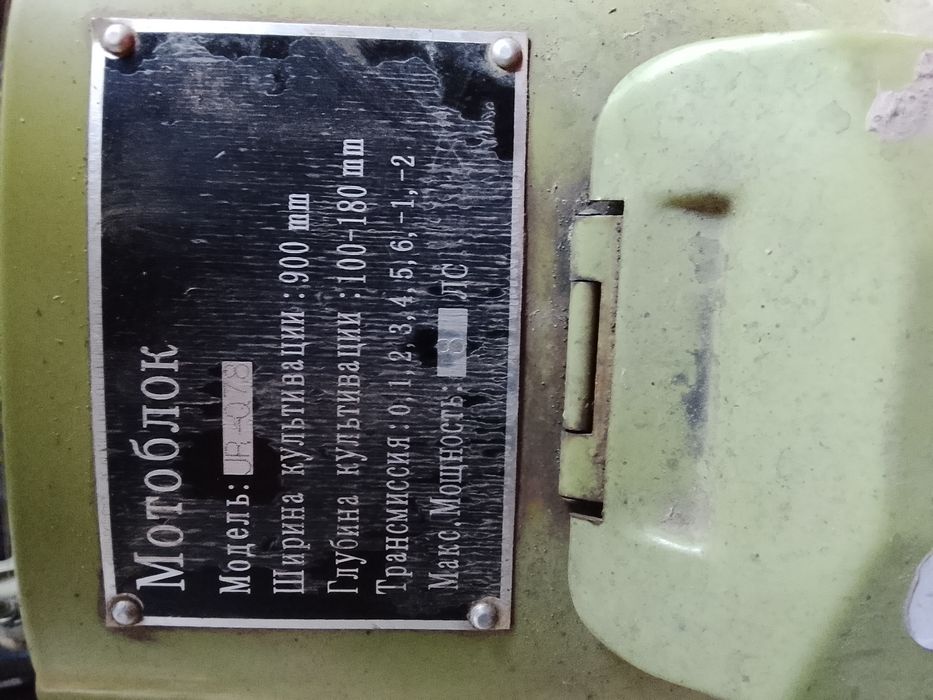 Мотоблок
Модель: JR-Q78
Ширина культивации :900 mm
Глубина культивации :100-180 mm
Трансмиссия:0,1,2,3,4,5,6,-1,-2
Макс.Мощность: 8 ЛС